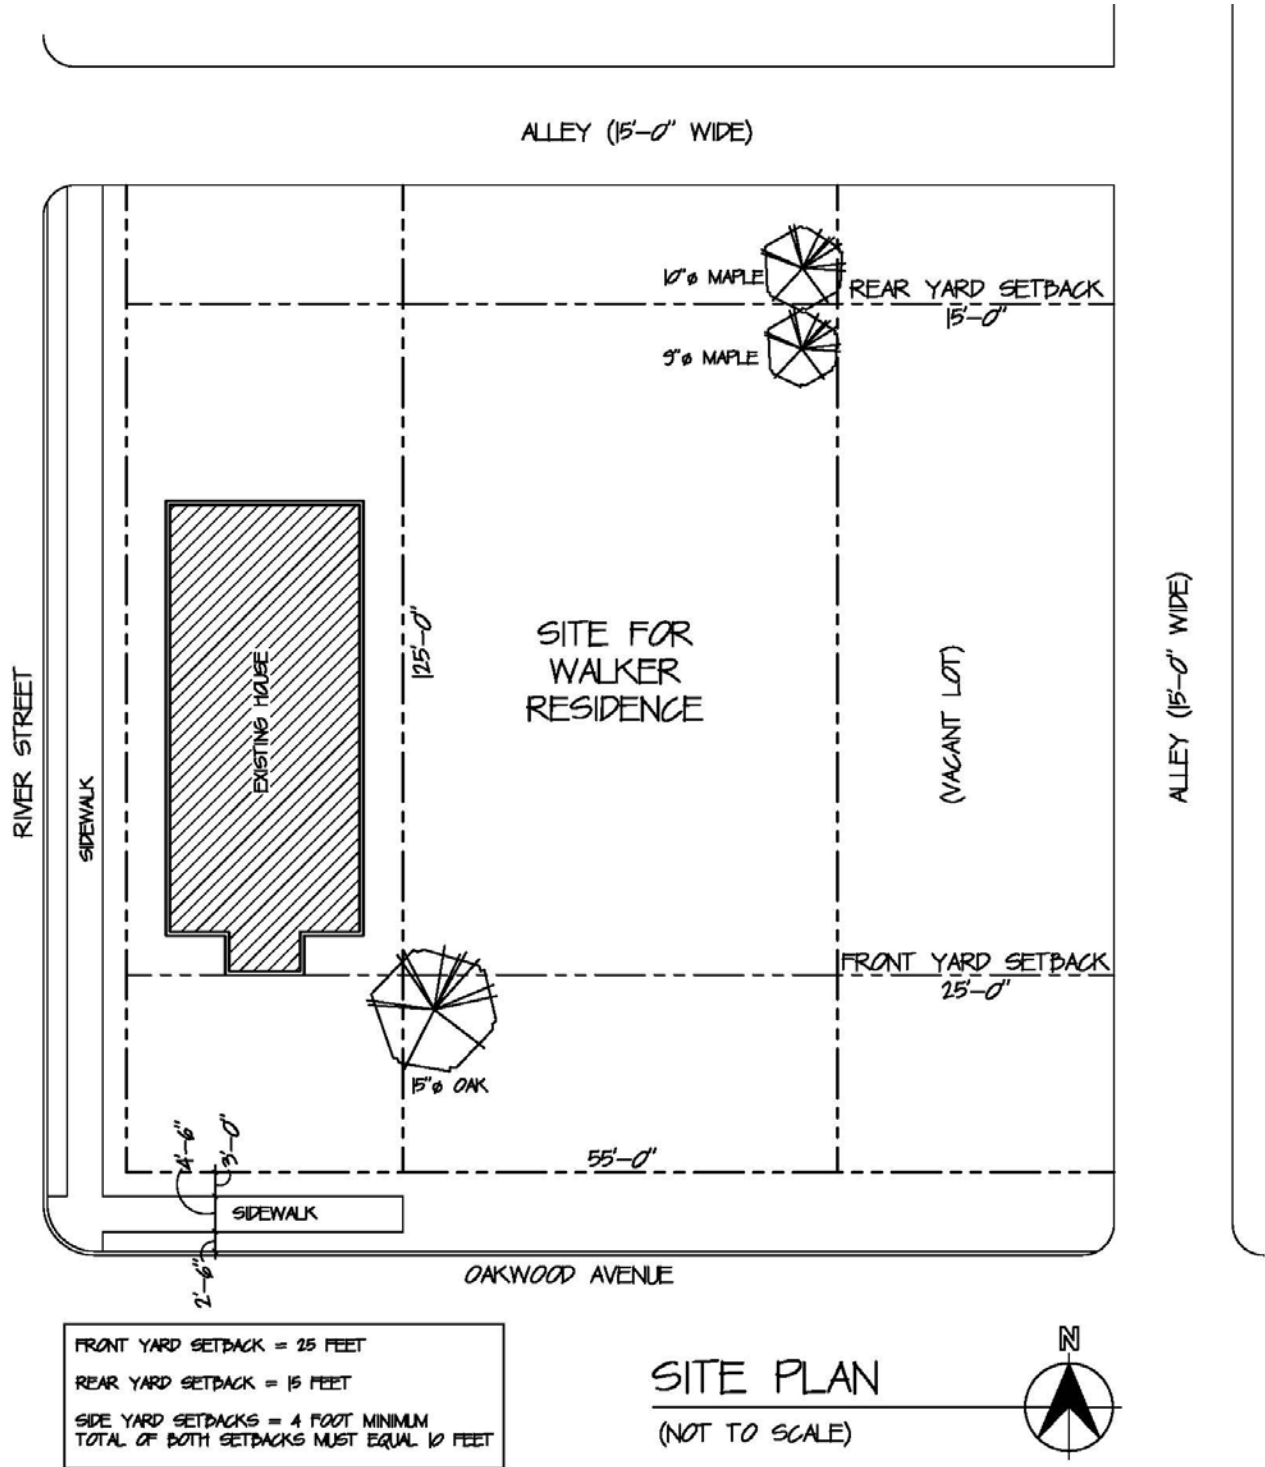 ALLEY (15'-0" WIDE)
10"ø MAPLE
REAR YARD SETBACK
15'-0"
9"ø MAPLE
125'-0"
SITE FOR
WALKER
RESIDENCE
EXISTING HOUSE
(VACANT LOT)
ALLEY (15'-0" WIDE)
RIVER STREET
SIDEWALK
FRONT YARD SETBACK
25'-0"
15"ø OAK
4'-6"
3'-0"
55'-0"
SIDEWALK
2'-6"
OAKWOOD AVENUE
FRONT YARD SETBACK = 25 FEET
REAR YARD SETBACK = 15 FEET
SIDE YARD SETBACKS = 4 FOOT MINIMUM
TOTAL OF BOTH SETBACKS MUST EQUAL 10 FEET
SITE PLAN
(NOT TO SCALE)
N